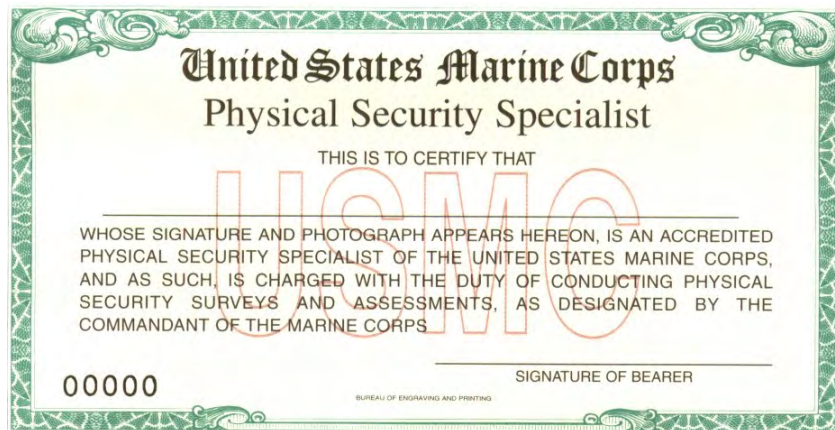 United States Marine Corps
Physical Security Specialist
THIS IS TO CERTIFY THAT
USMC
WHOSE SIGNATURE AND PHOTOGRAPH APPEARS HEREON, IS AN ACCREDITED
PHYSICAL SECURITY SPECIALIST OF THE UNITED STATES MARINE CORPS,
AND AS SUCH, IS CHARGED WITH THE DUTY OF CONDUCTING PHYSICAL
SECURITY SURVEYS AND ASSESSMENTS, AS DESIGNATED BY THE
COMMANDANT OF THE MARINE CORPS
SIGNATURE OF BEARER
00000
BUREAU OF ENGRAVING AND PRINTING